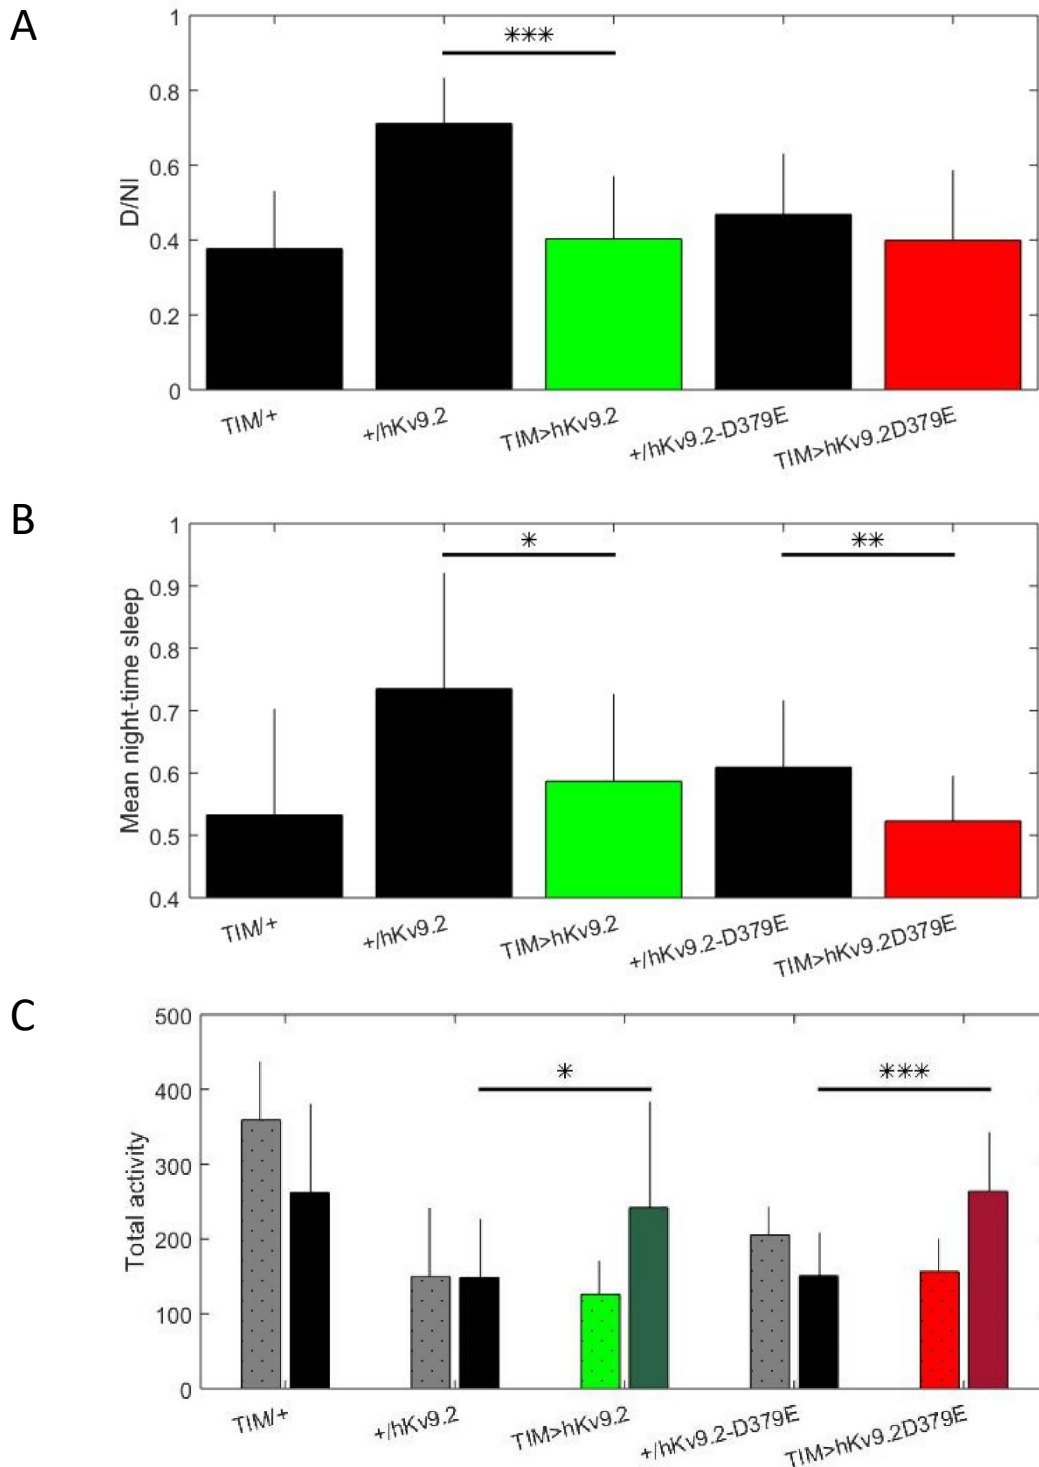 A
***
1
0.8
0.6
0.4
0.2
0
D/NI
TIM/+
+/hKv9.2
TIM>hKv9.2
+/hKv9.2-D379E
TIM>hKv9.2D379E
B
*
**
1
0.9
0.8
0.7
0.6
0.5
0.4
Mean night-time sleep
TIM/+
+/hKv9.2
TIM>hKv9.2
+/hKv9.2-D379E
TIM>hKv9.2D379E
C
*
***
500
400
300
200
100
0
Total activity
TIM/+
+/hKv9.2
TIM>hKv9.2
+/hKv9.2-D379E
TIM>hKv9.2D379E